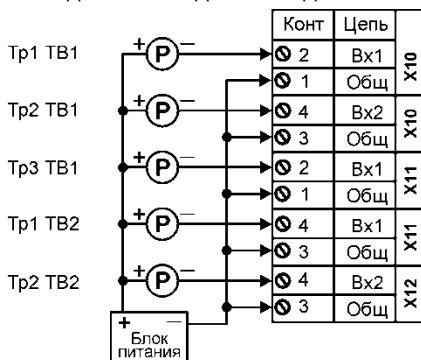 Конт Цепь
Тр1 ТВ1 + P − 2 Вх1 X10
1 Общ
Тр2 ТВ1 + P − 4 Вх2 X10
3 Общ
Тр3 ТВ1 + P − 2 Вх1 X11
1 Общ
Тр1 ТВ2 + P − 4 Вх1 X11
3 Общ
Тр2 ТВ2 + P − 4 Вх2 X12
3 Общ
+ −
Блок
питания